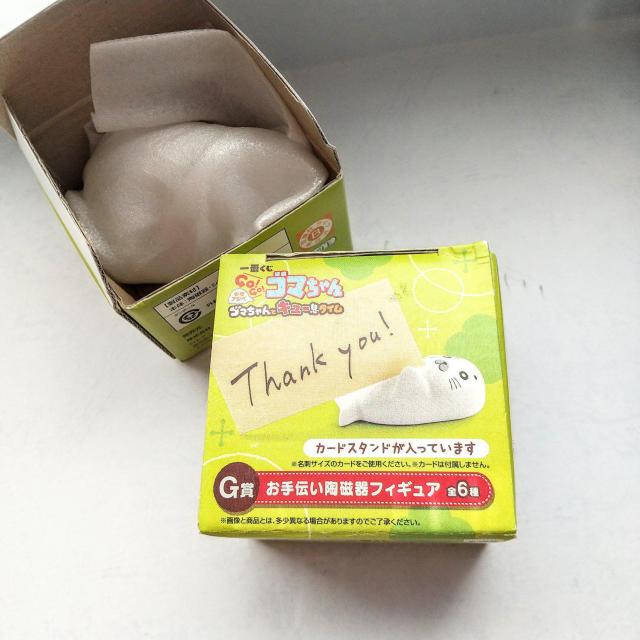 一番くじ
GO!GO!
ゴマちゃん
ゴマちゃんとキュー息タイム
Thank you!
カードスタンドが入っています
※名刺サイズのカードをご使用ください。※カードは付属しません。
G賞 お手伝い陶磁器フィギュア 全6種
※画像と商品とは、多少異なる場合がありますのでご了承ください。
【製品素材】